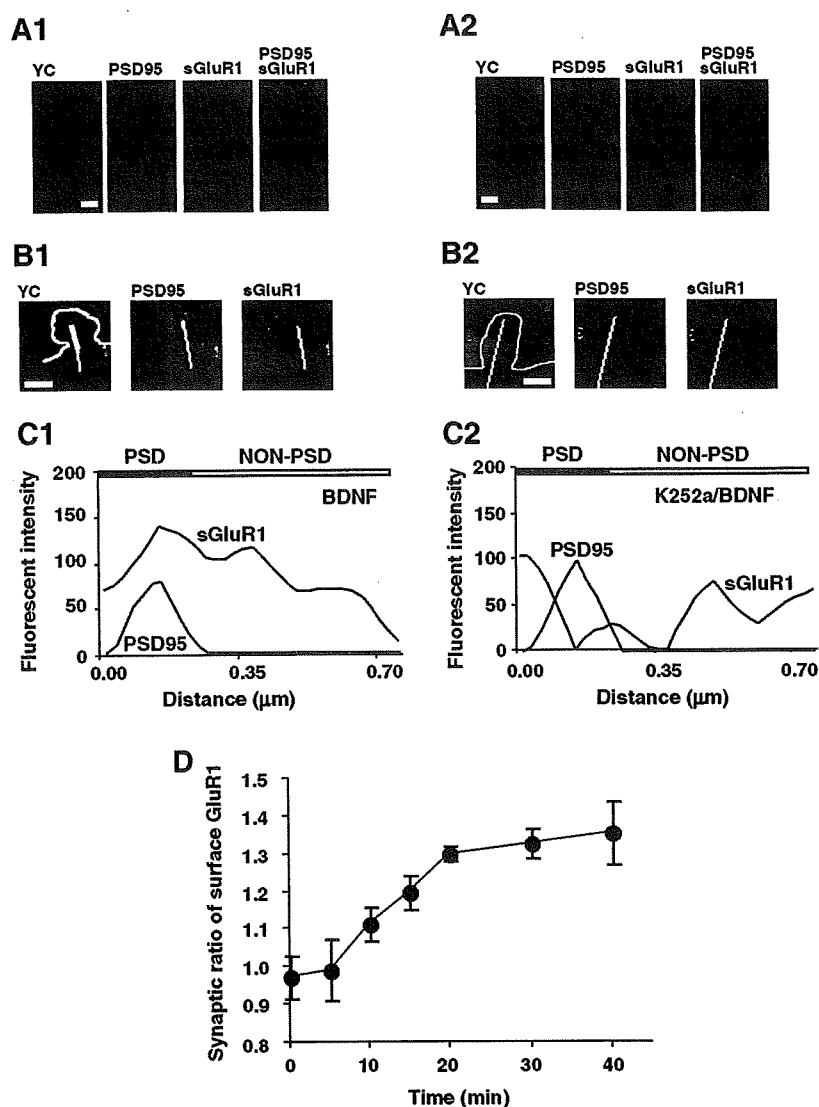 A1
YC PSD95 sGluR1 PSD95 sGluR1
A2
YC PSD95 sGluR1 PSD95 sGluR1
B1
YC PSD95 sGluR1
B2
YC PSD95 sGluR1
C1
PSD NON-PSD
200
150
100
50
0
Fluorescent intensity
BDNF
sGluR1
PSD95
0.00 0.35 0.70
Distance (μm)
C2
PSD NON-PSD
200
150
100
50
0
Fluorescent intensity
K252a/BDNF
PSD95
sGluR1
0.00 0.35 0.70
Distance (μm)
D
Synaptic ratio of surface GluR1
1.5
1.4
1.3
1.2
1.1
1.0
0.9
0.8
0 10 20 30 40
Time (min)